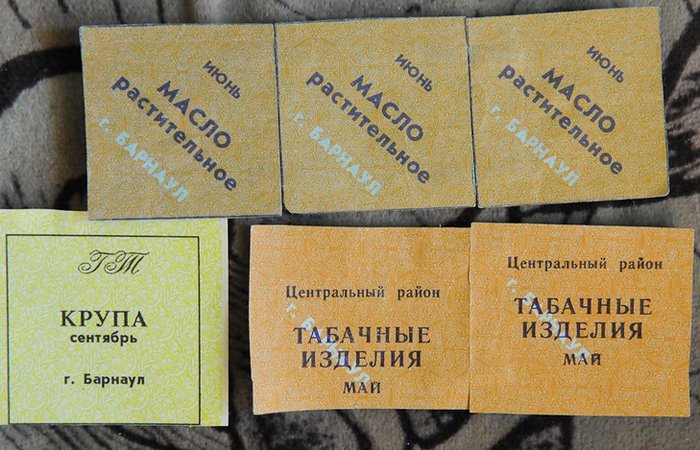 ИЮНЬ
МАСЛО
растительное
г. БАРНАУЛ
ИЮНЬ
МАСЛО
растительное
г. БАРНАУЛ
ИЮНЬ
МАСЛО
растительное
г. БАРНАУЛ
ГТ
КРУПА
сентябрь
г. Барнаул
Центральный район
ТАБАЧНЫЕ
ИЗДЕЛИЯ
МАЙ
г. БАРНАУЛ
Центральный район
ТАБАЧНЫЕ
ИЗДЕЛИЯ
МАЙ
г. БАРНАУЛ